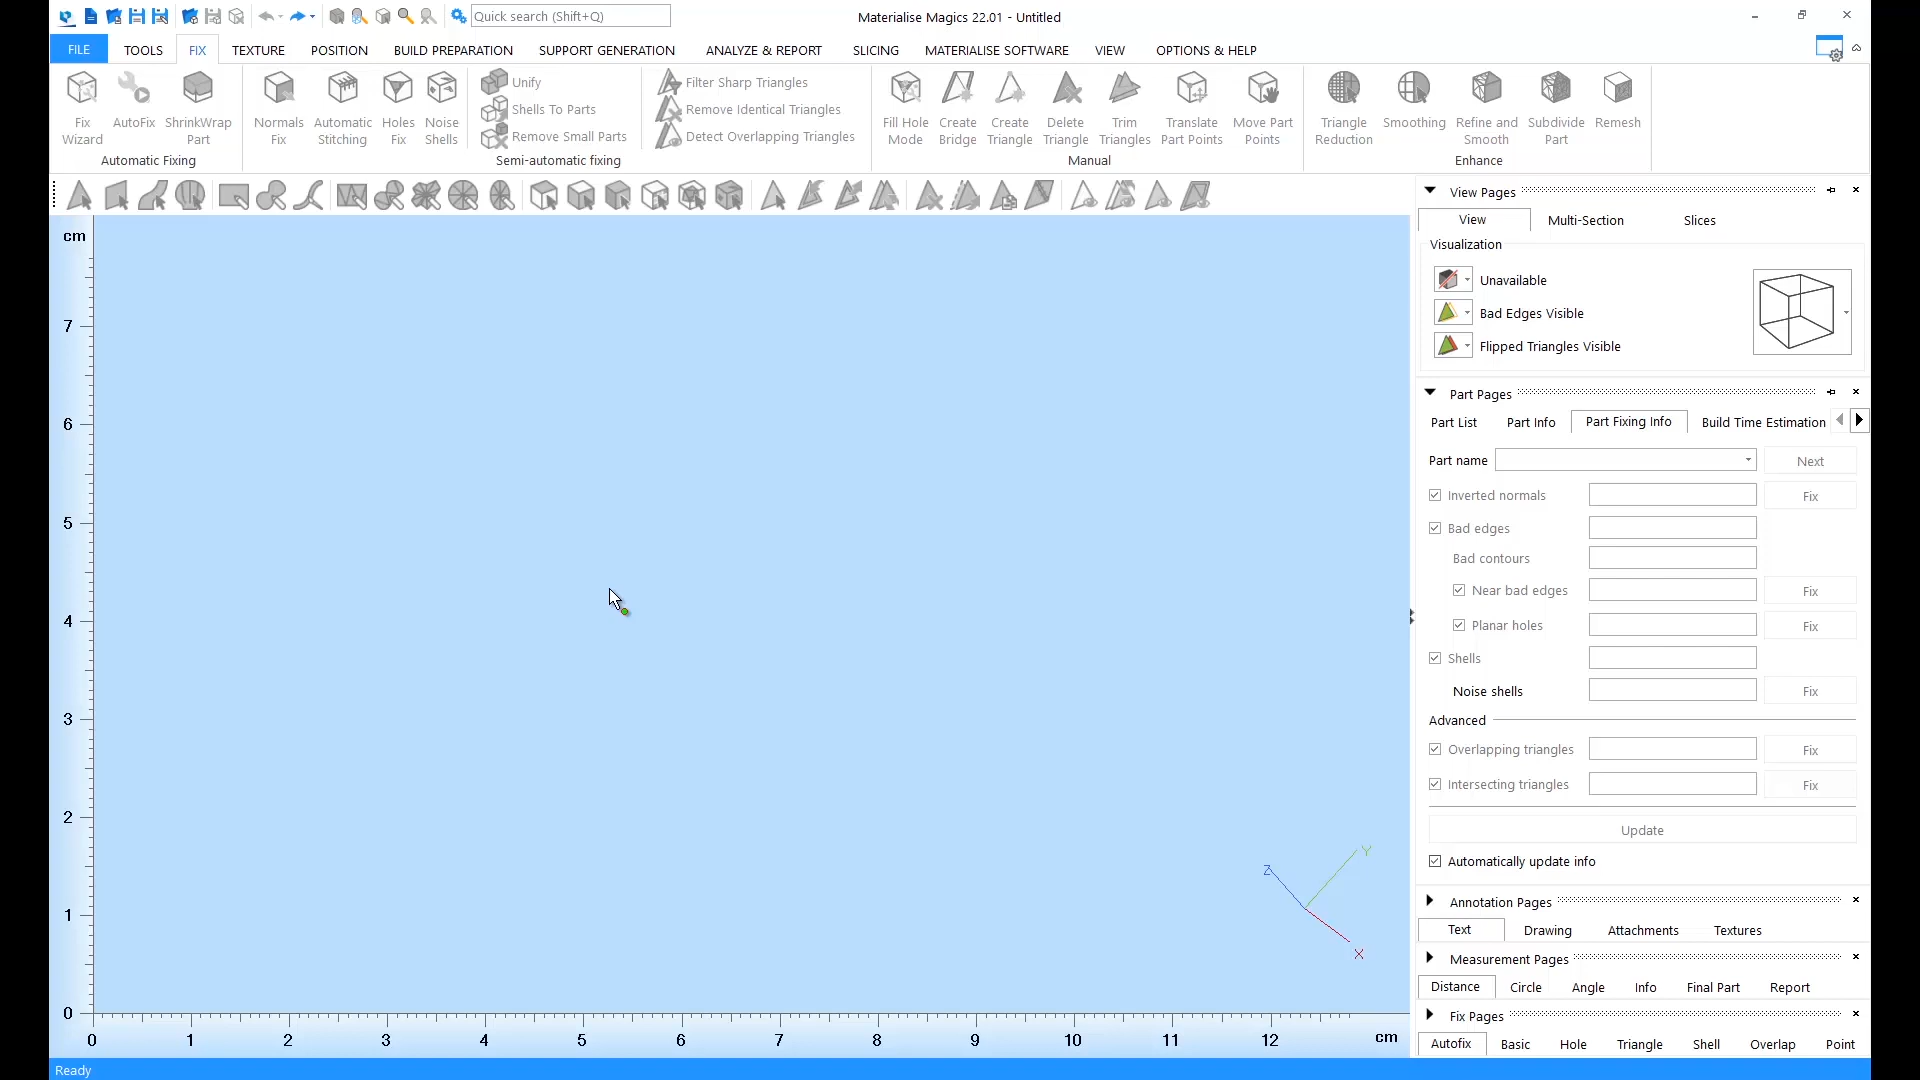 Quick search (Shift+Q)
Materialise Magics 22.01 - Untitled
FILE TOOLS FIX TEXTURE POSITION BUILD PREPARATION SUPPORT GENERATION ANALYZE & REPORT SLICING MATERIALISE SOFTWARE VIEW OPTIONS & HELP
Fix Wizard
AutoFix
ShrinkWrap Part
Automatic Fixing
Normals Fix
Automatic Stitching
Holes Fix
Noise Shells
Unify
Shells To Parts
Remove Small Parts
Filter Sharp Triangles
Remove Identical Triangles
Detect Overlapping Triangles
Semi-automatic fixing
Fill Hole Mode
Create Bridge
Create Triangle
Delete Triangle
Trim Triangles
Translate Part Points
Move Part Points
Manual
Triangle Reduction
Smoothing
Refine and Smooth
Subdivide Part
Remesh
Enhance
cm
7
6
5
4
3
2
1
0
0 1 2 3 4 5 6 7 8 9 10 11 12 cm
Z Y X
View Pages
View Multi-Section Slices
Visualization
Unavailable
Bad Edges Visible
Flipped Triangles Visible
Part Pages
Part List Part Info Part Fixing Info Build Time Estimation
Part name Next
Inverted normals Fix
Bad edges
Bad contours
Near bad edges Fix
Planar holes Fix
Shells
Noise shells Fix
Advanced
Overlapping triangles Fix
Intersecting triangles Fix
Update
Automatically update info
Annotation Pages
Text Drawing Attachments Textures
Measurement Pages
Distance Circle Angle Info Final Part Report
Fix Pages
Autofix Basic Hole Triangle Shell Overlap Point
Ready